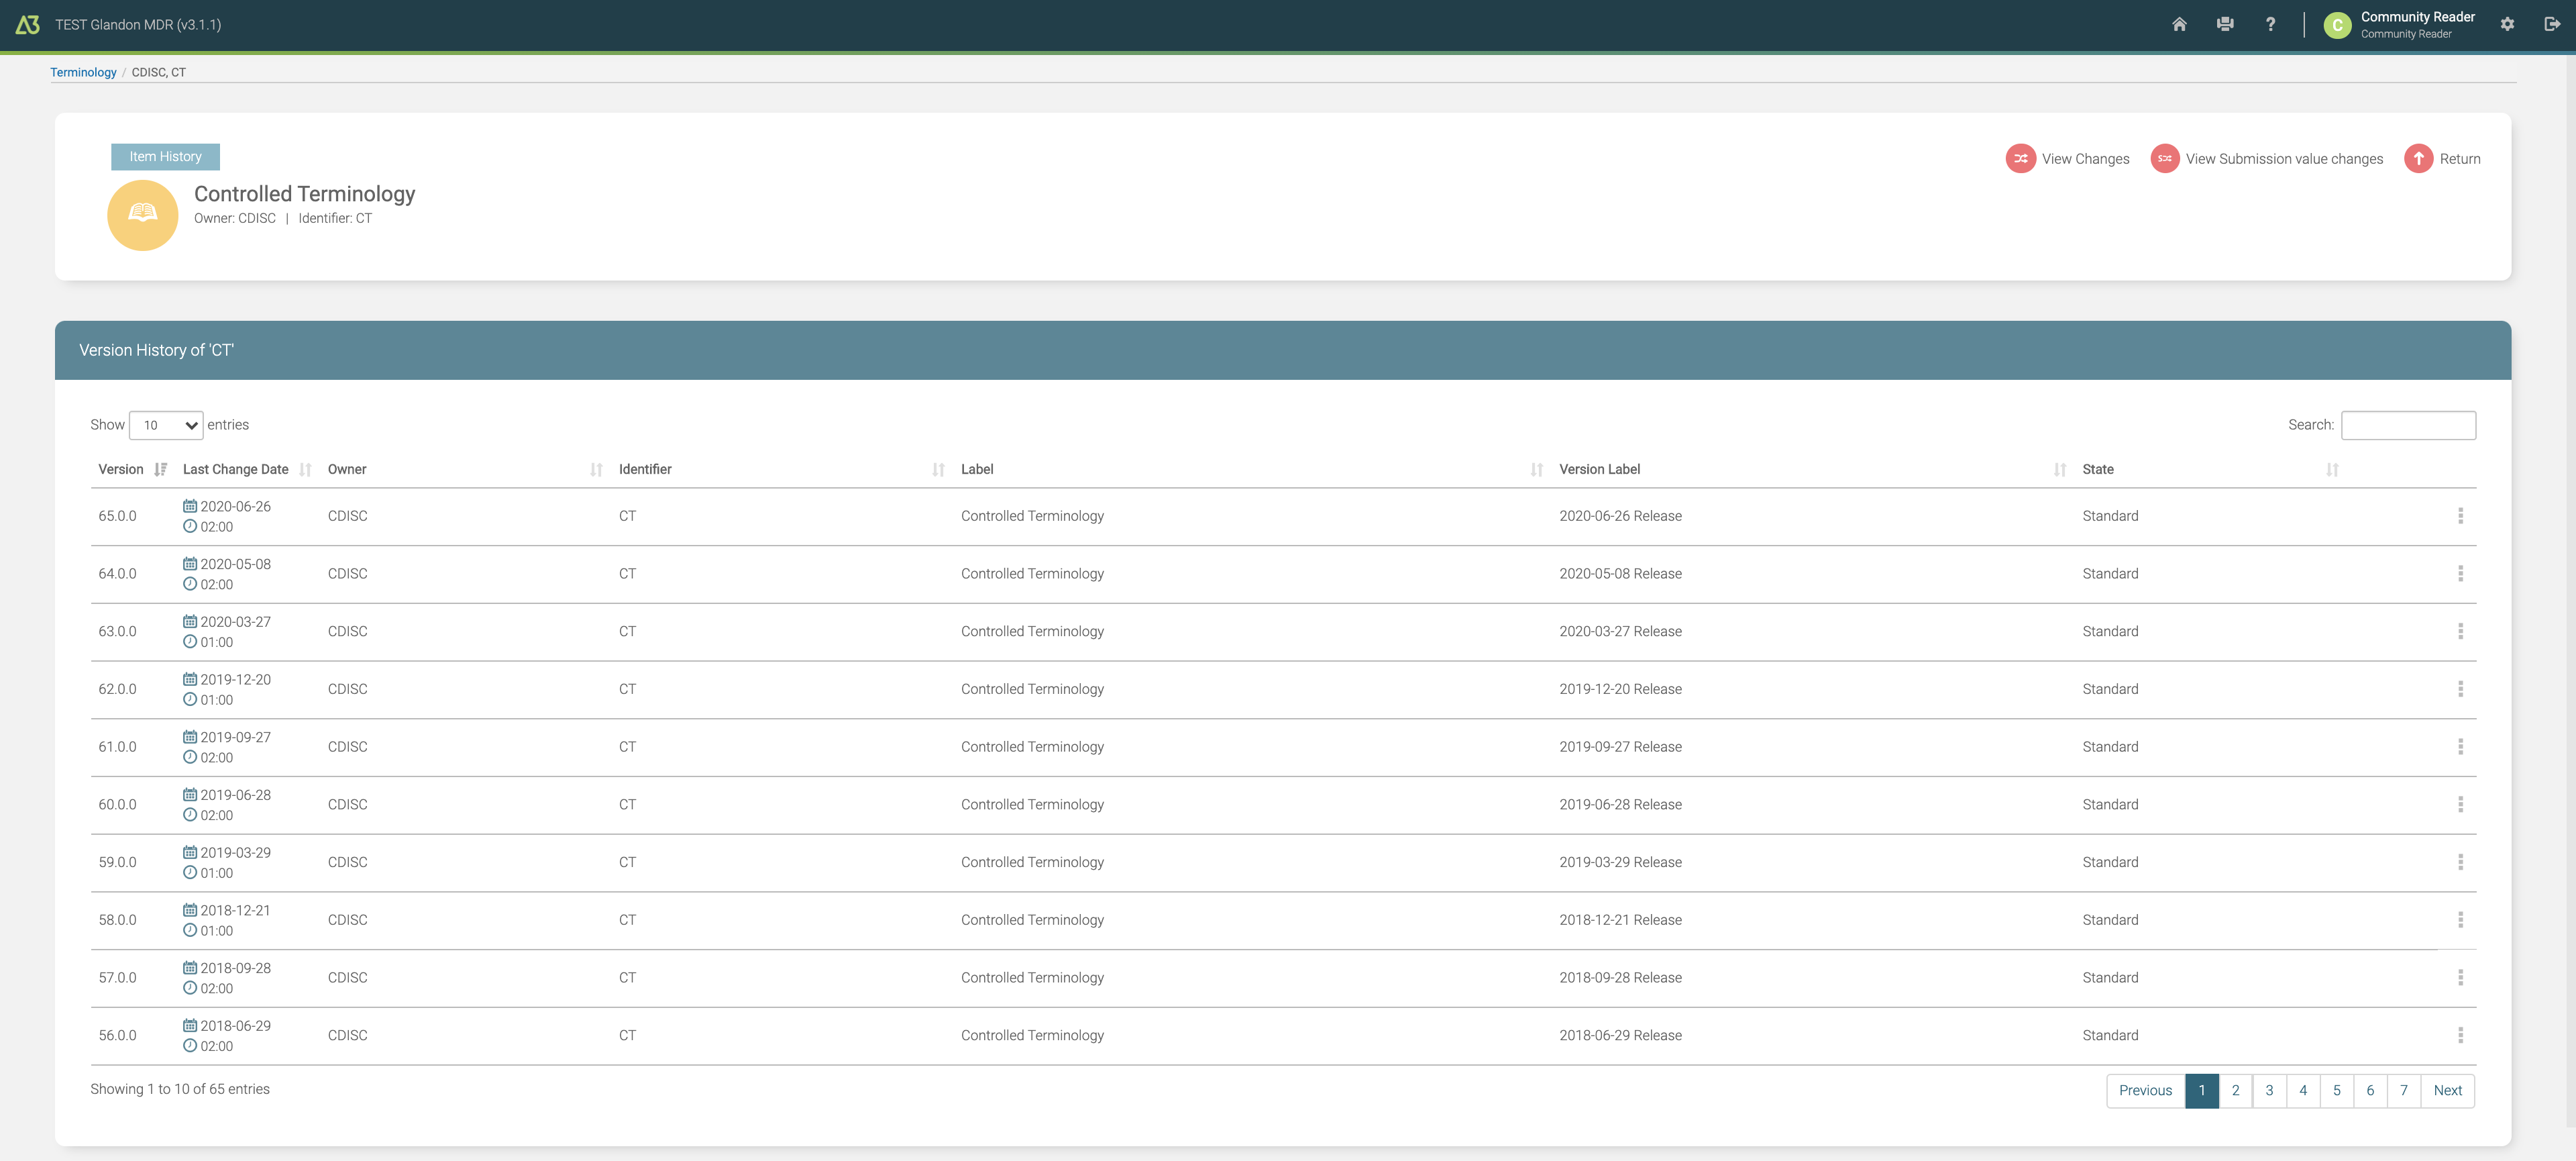 TEST Glandon MDR (v3.1.1)
?
C
Community Reader
Community Reader
Terminology / CDISC, CT
Item History
View Changes
View Submission value changes
Return
Controlled Terminology
Owner: CDISC | Identifier: CT
Version History of 'CT'
Show 10 entries
Search:
Version Last Change Date Owner Identifier Label Version Label State
65.0.0 2020-06-26 02:00 CDISC CT Controlled Terminology 2020-06-26 Release Standard
64.0.0 2020-05-08 02:00 CDISC CT Controlled Terminology 2020-05-08 Release Standard
63.0.0 2020-03-27 01:00 CDISC CT Controlled Terminology 2020-03-27 Release Standard
62.0.0 2019-12-20 01:00 CDISC CT Controlled Terminology 2019-12-20 Release Standard
61.0.0 2019-09-27 02:00 CDISC CT Controlled Terminology 2019-09-27 Release Standard
60.0.0 2019-06-28 02:00 CDISC CT Controlled Terminology 2019-06-28 Release Standard
59.0.0 2019-03-29 01:00 CDISC CT Controlled Terminology 2019-03-29 Release Standard
58.0.0 2018-12-21 01:00 CDISC CT Controlled Terminology 2018-12-21 Release Standard
57.0.0 2018-09-28 02:00 CDISC CT Controlled Terminology 2018-09-28 Release Standard
56.0.0 2018-06-29 02:00 CDISC CT Controlled Terminology 2018-06-29 Release Standard
Showing 1 to 10 of 65 entries
Previous 1 2 3 4 5 6 7 Next